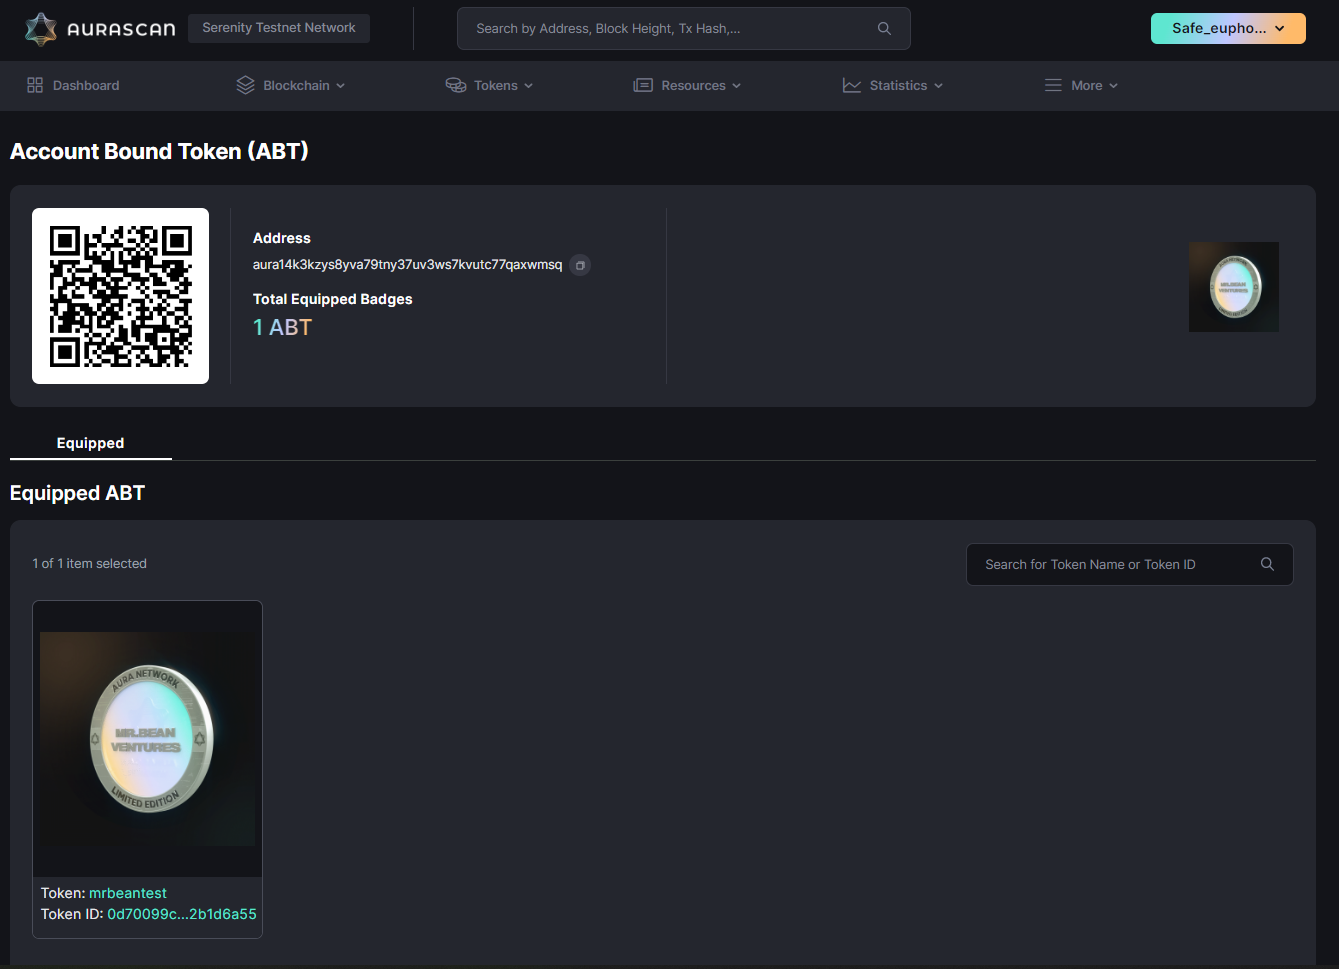 AURASCAN
Serenity Testnet Network
Search by Address, Block Height, Tx Hash,...
Safe_eupho...
Dashboard
Blockchain
Tokens
Resources
Statistics
More
Account Bound Token (ABT)
Address
aura14k3kzys8yva79tny37uv3ws7kvutc77qaxwmsq
Total Equipped Badges
1 ABT
MR.BEAN
VENTURES
Equipped
Equipped ABT
1 of 1 item selected
Search for Token Name or Token ID
AURA NETWORK
MR.BEAN
VENTURES
LIMITED EDITION
Token: mrbeantest
Token ID: 0d70099c...2b1d6a55